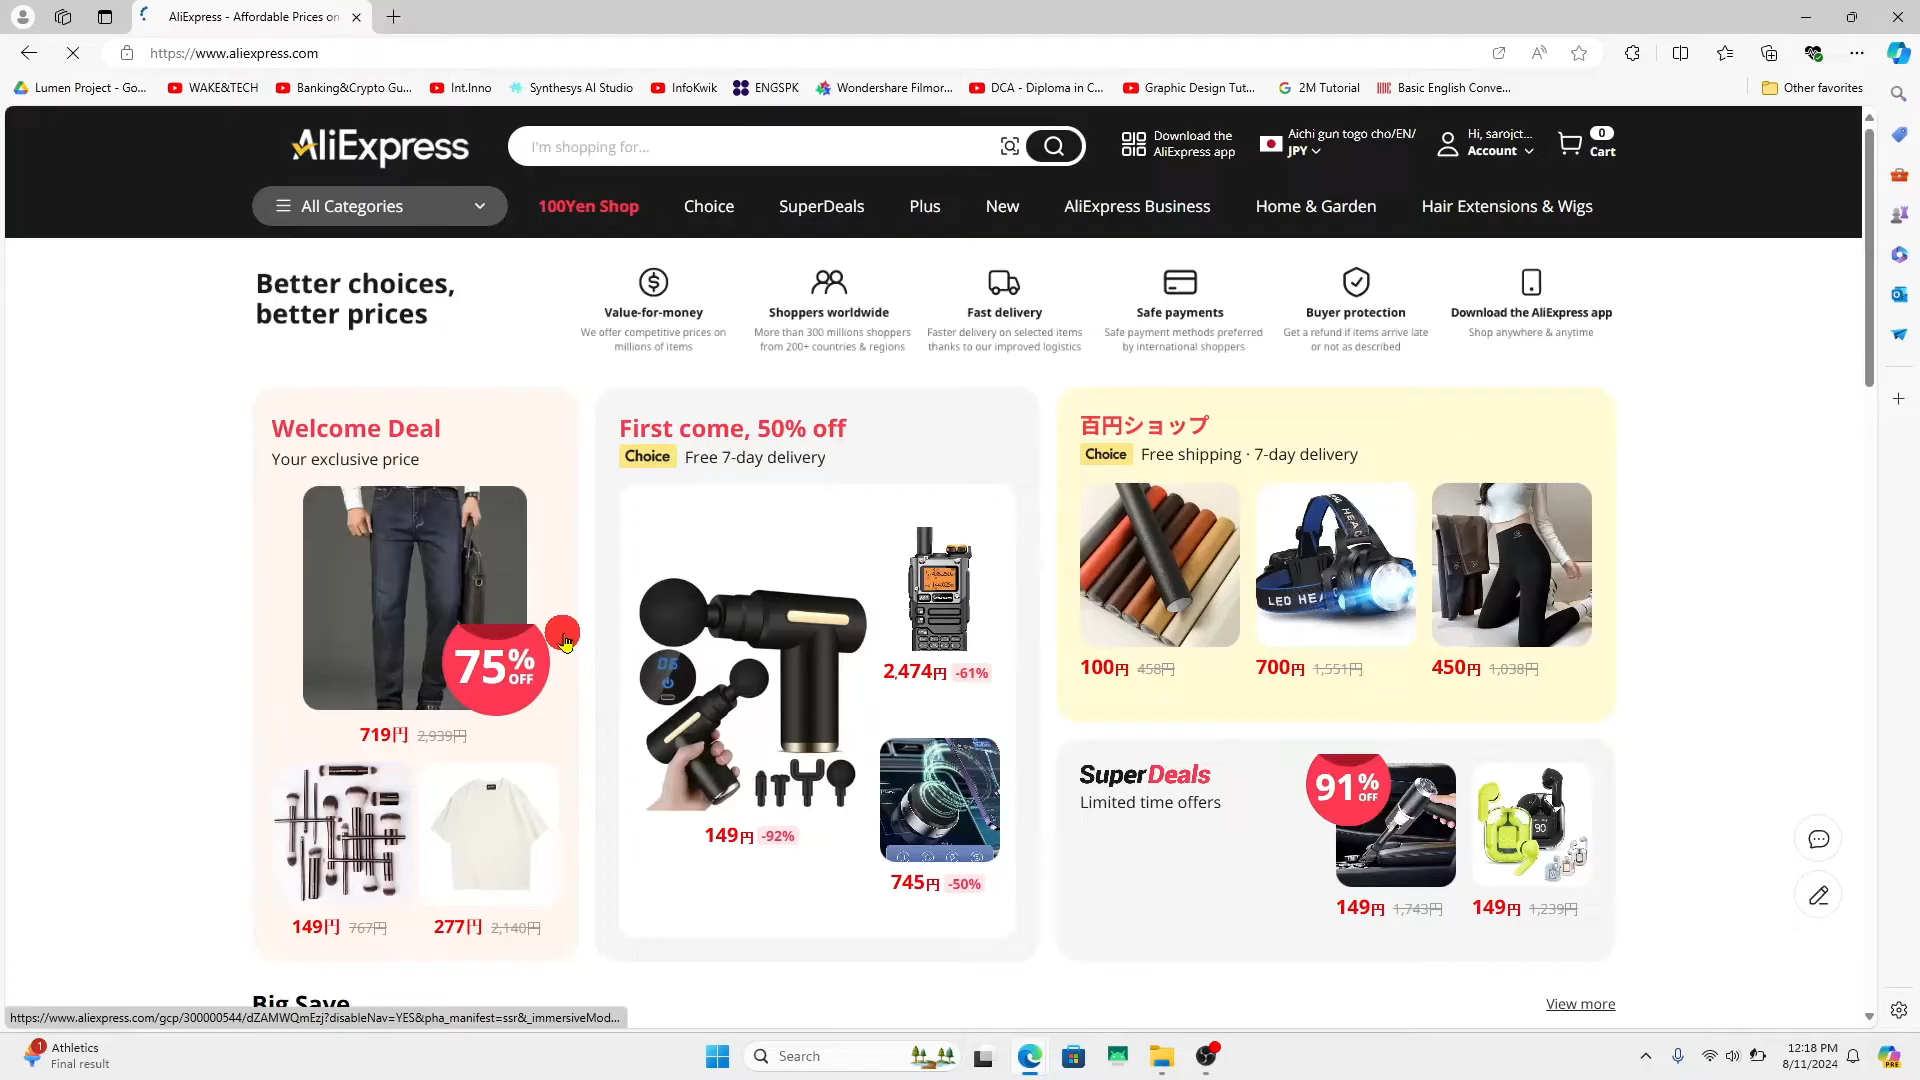 AliExpress - Affordable Prices on
https://www.aliexpress.com
Lumen Project - Go...
WAKE&TECH
Banking&Crypto Gu...
Int.Inno
Synthesys AI Studio
InfoKwik
ENGSPK
Wondershare Filmor...
DCA - Diploma in C...
Graphic Design Tut...
2M Tutorial
Basic English Conve...
Other favorites
AliExpress
I'm shopping for...
Download the
AliExpress app
Aichi gun togo cho/EN/
JPY
Hi, sarojct...
Account
0
Cart
All Categories
100Yen Shop
Choice
SuperDeals
Plus
New
AliExpress Business
Home & Garden
Hair Extensions & Wigs
Better choices,
better prices
Value-for-money
We offer competitive prices on
millions of items
Shoppers worldwide
More than 300 millions shoppers
from 200+ countries & regions
Fast delivery
Faster delivery on selected items
thanks to our improved logistics
Safe payments
Safe payment methods preferred
by international shoppers
Buyer protection
Get a refund if items arrive late
or not as described
Download the AliExpress app
Shop anywhere & anytime
Welcome Deal
Your exclusive price
75% OFF
719円 2,939円
149円 767円
277円 2,140円
First come, 50% off
Choice Free 7-day delivery
06
149円 -92%
2,474円 -61%
745円 -50%
百円ショップ
Choice Free shipping · 7-day delivery
LED HEA
HEAD
100円 458円
700円 1,551円
450円 1,038円
SuperDeals
Limited time offers
91% OFF
90
149円 1,743円
149円 1,239円
Big Save
View more
https://www.aliexpress.com/gcp/300000544/dZAMWQmEzj?disableNav=YES&pha_manifest=ssr&_immersiveMod...
1
Athletics
Final result
Search
12:18 PM
8/11/2024
PRE